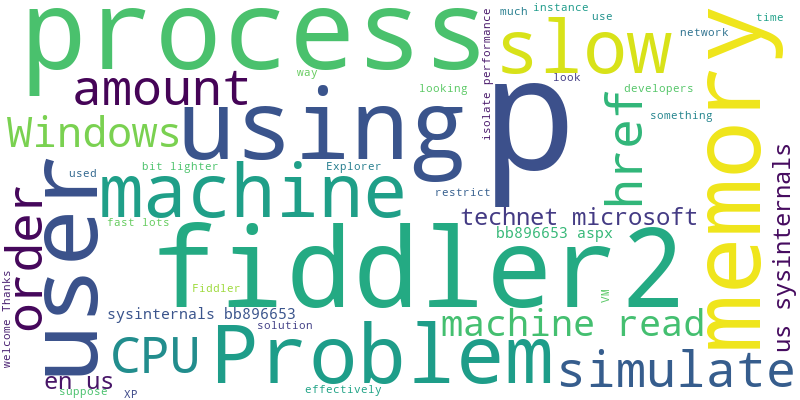 process
slow
much
instance
use
time
network
way
look
isolate performance
memory
amount
looking
developers
href
something
Windows
using
p
user
used
bit lighter
Explorer
machine
restrict
us sysinternals
order
fast lots
technet microsoft
bb896653 aspx
fiddler2
Fiddler
VM
welcome Thanks
sysinternals bb896653
solution
machine read
CPU
Problem
simulate
en us
suppose
XP
effectively